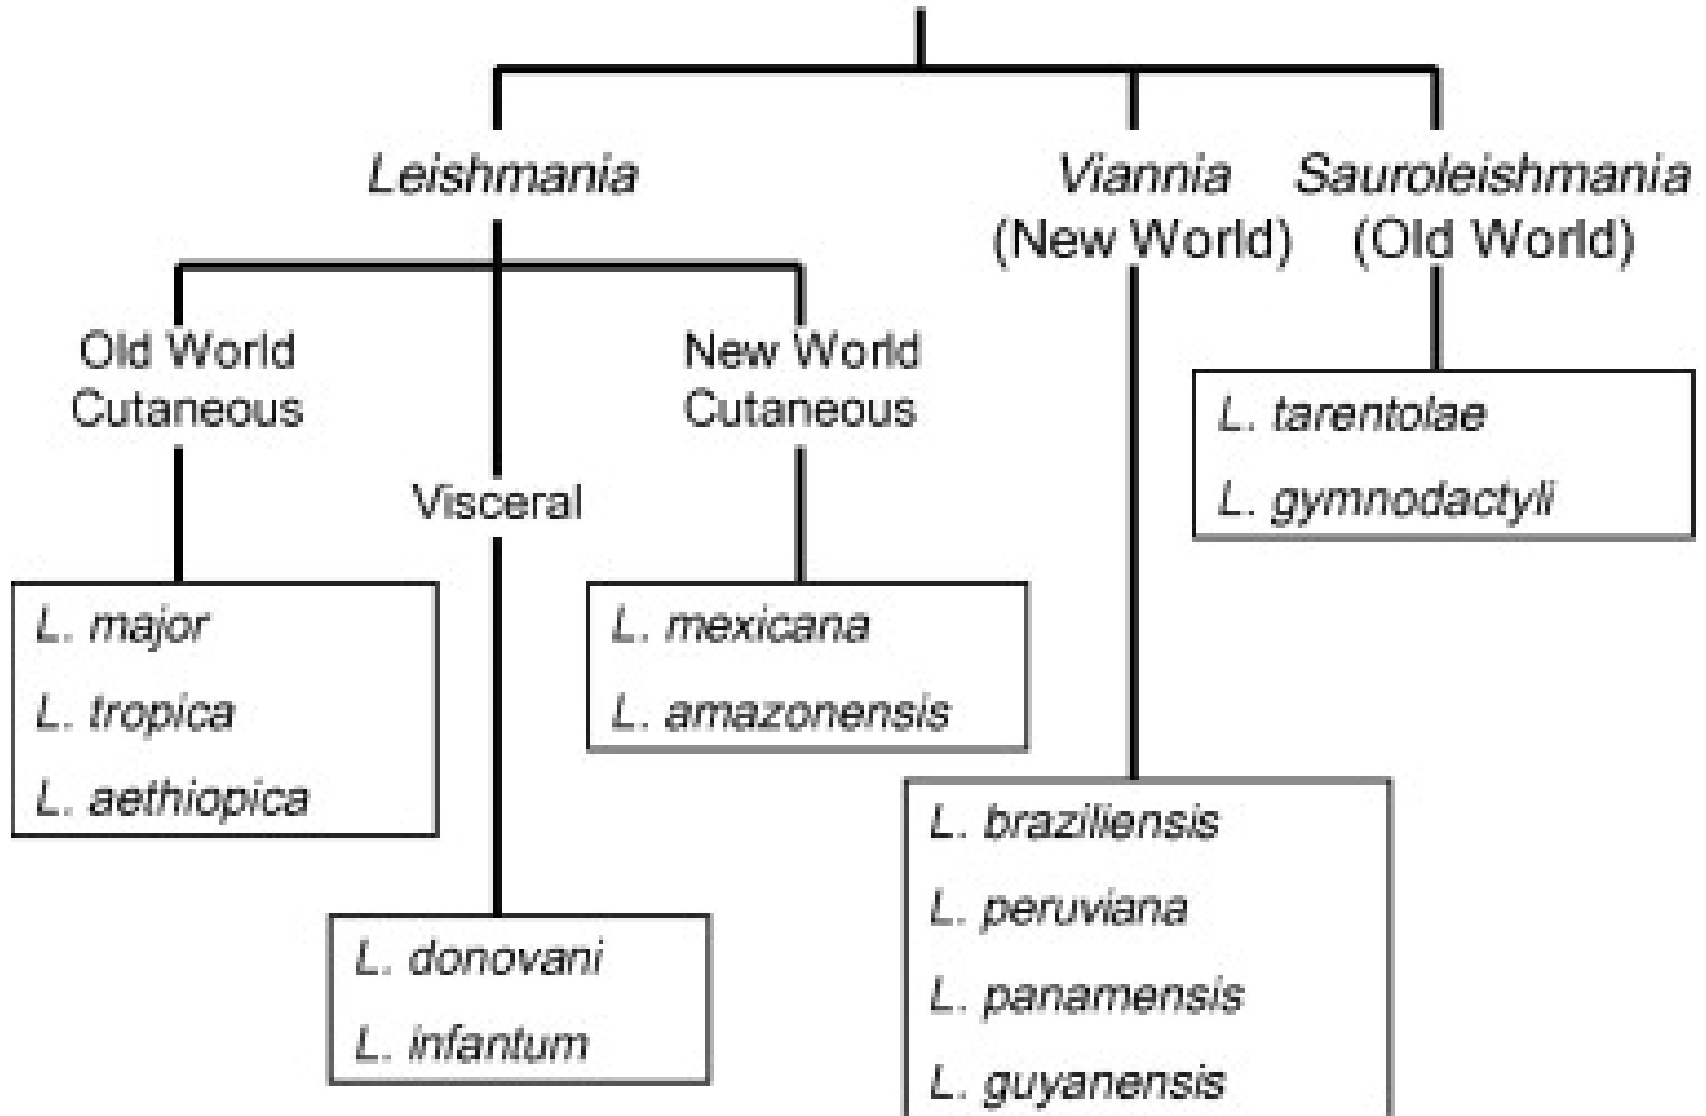 Leishmania
Viannia
(New World)
Sauroleishmania
(Old World)
Old World
Cutaneous
Visceral
New World
Cutaneous
L. tarentolae
L. gymnodactyli
L. major
L. tropica
L. aethiopica
L. mexicana
L. amazonensis
L. donovani
L. infantum
L. braziliensis
L. peruviana
L. panamensis
L. guyanensis